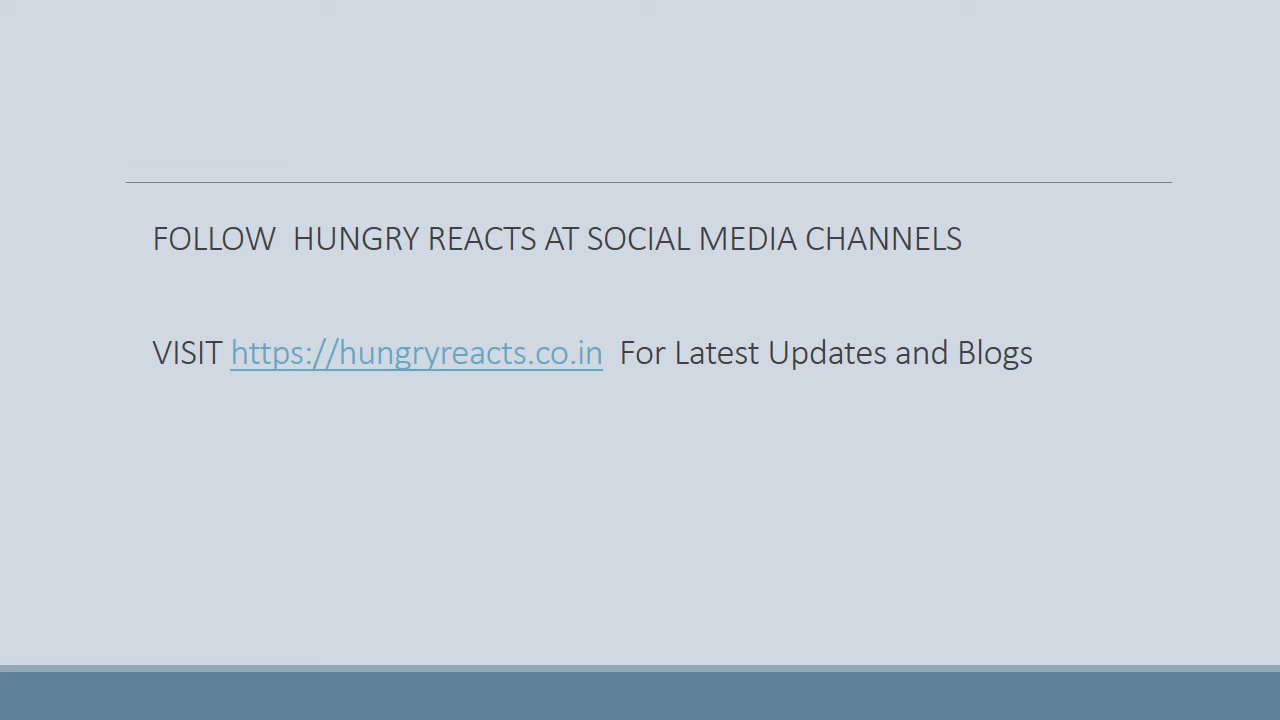 FOLLOW  HUNGRY REACTS AT SOCIAL MEDIA CHANNELS
VISIT https://hungryreacts.co.in  For Latest Updates and Blogs